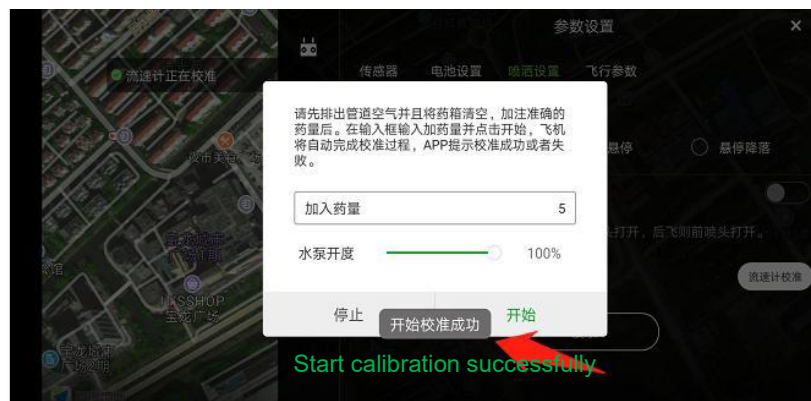 参数设置
×
流速计正在校准
传感器 电池设置 喷洒设置 飞行参数
请先排出管道空气并且将药箱清空，加注准确的
药量后。在输入框输入加药量并点击开始，飞机
将自动完成校准过程，APP提示校准成功或者失
败。
悬停 悬停降落
加入药量 5
后飞则前喷头打开。
水泵开度 100%
流速计校准
停止 开始
开始校准成功
Start calibration successfully
宝龙广场